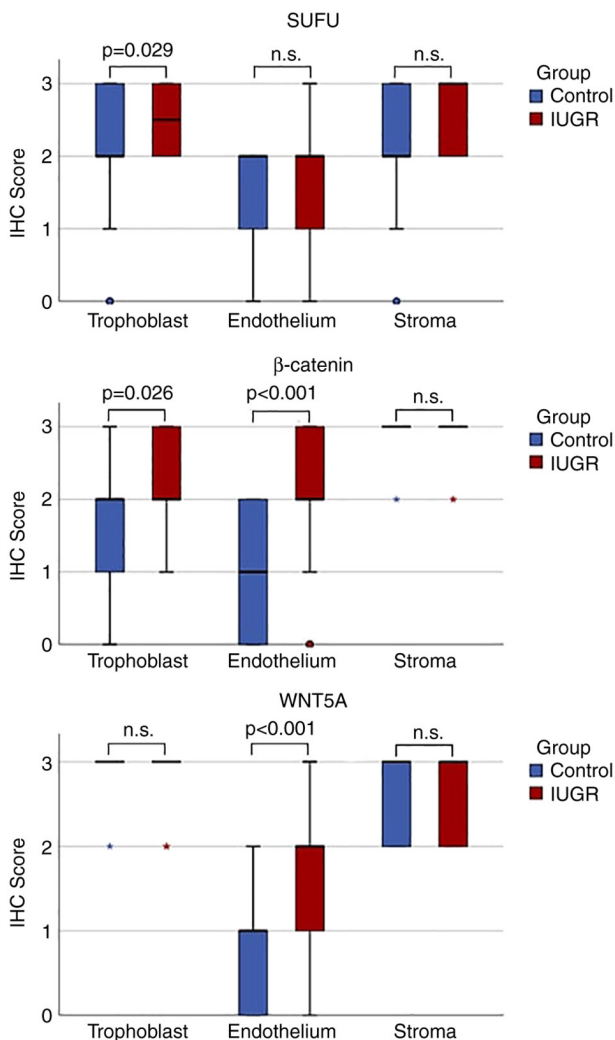 SUFU
p=0.029 n.s. n.s.
Group
Control
IUGR
IHC Score
3
2
1
0
Trophoblast Endothelium Stroma
β-catenin
p=0.026 p<0.001 n.s.
Group
Control
IUGR
IHC Score
3
2
1
0
Trophoblast Endothelium Stroma
WNT5A
n.s. p<0.001 n.s.
Group
Control
IUGR
IHC Score
3
2
1
0
Trophoblast Endothelium Stroma